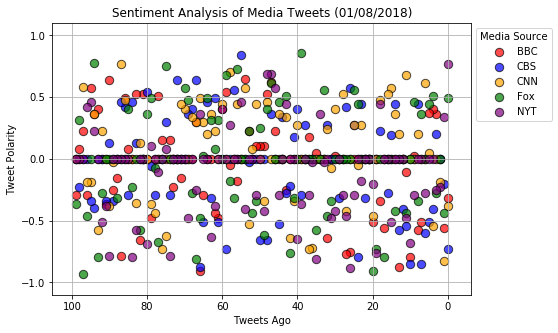 Sentiment Analysis of Media Tweets (01/08/2018)
1.0
0.5
0.0
−0.5
−1.0
Tweet Polarity
100
80
60
40
20
0
Tweets Ago
Media Source
BBC
CBS
CNN
Fox
NYT